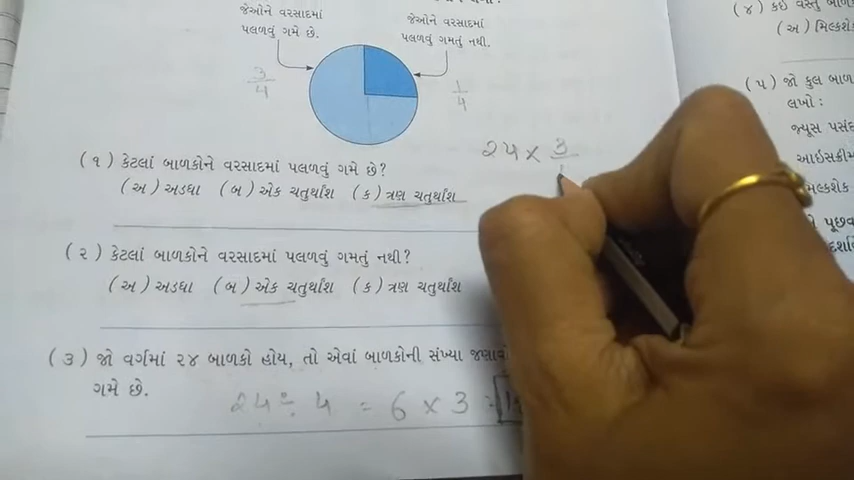 જેઓને વરસાદમાં
પલળવું ગમે છે.
જેઓને વરસાદમાં
પલળવું ગમતું નથી.
3/4
1/4
24 × 3
(૧) કેટલાં બાળકોને વરસાદમાં પલળવું ગમે છે?
(અ) અડધા (બ) એક ચતુર્થાંશ (ક) ત્રણ ચતુર્થાંશ
(૨) કેટલાં બાળકોને વરસાદમાં પલળવું ગમતું નથી?
(અ) અડધા (બ) એક ચતુર્થાંશ (ક) ત્રણ ચતુર્થાંશ
(૩) જો વર્ગમાં ૨૪ બાળકો હોય, તો એવાં બાળકોની સંખ્યા
ગમે છે.
24 ÷ 4 = 6 × 3 =
(૪) કઈ વસ્તુ
(અ) મિલ્કશેક
(૫) જો કુલ
લખો :
જ્યૂસ
આઇસક્રીમ
મિલ્કશેક